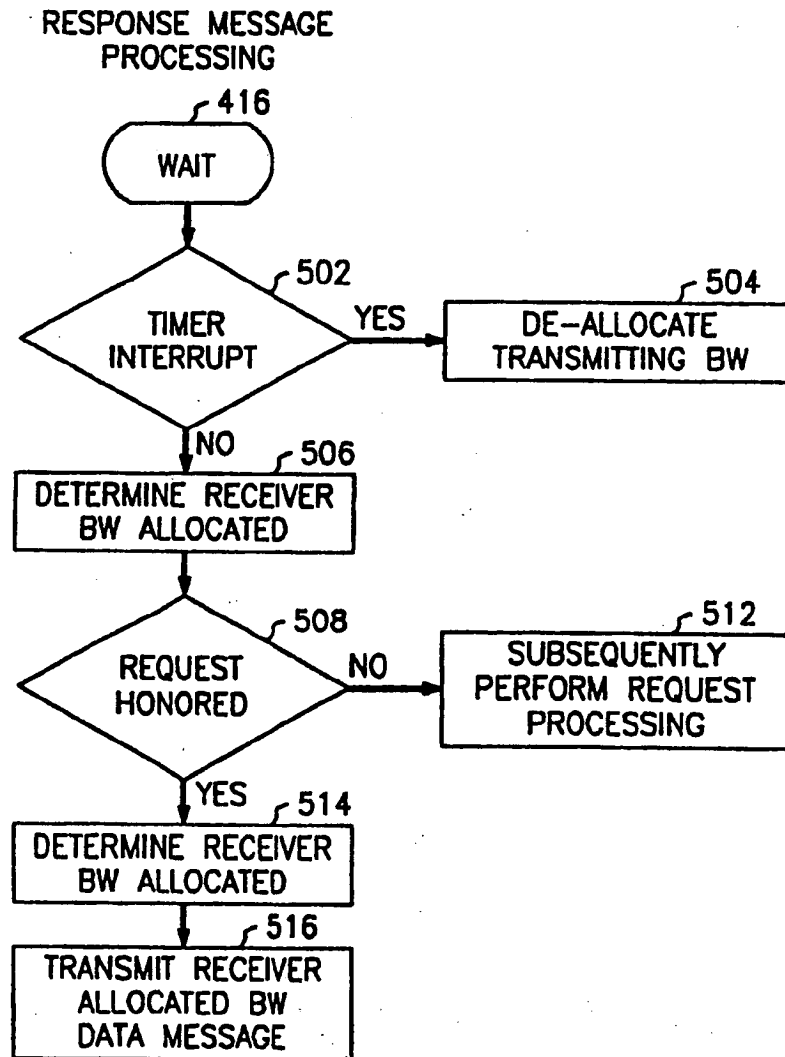 RESPONSE MESSAGE
PROCESSING
416
WAIT
502
TIMER
INTERRUPT
YES
504
DE-ALLOCATE
TRANSMITTING BW
NO
506
DETERMINE RECEIVER
BW ALLOCATED
508
REQUEST
HONORED
NO
512
SUBSEQUENTLY
PERFORM REQUEST
PROCESSING
YES
514
DETERMINE RECEIVER
BW ALLOCATED
516
TRANSMIT RECEIVER
ALLOCATED BW
DATA MESSAGE